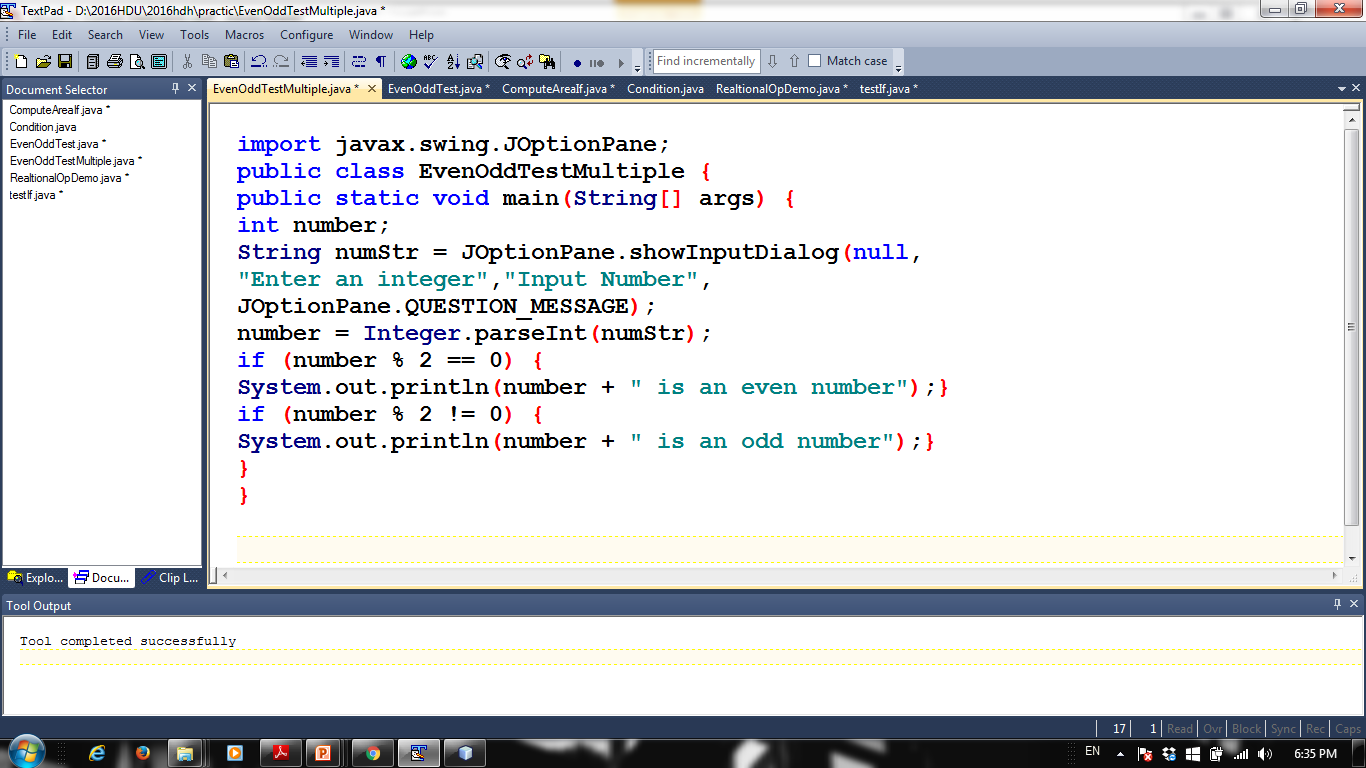 TextPad - D:\2016HDU\2016hdh\practic\EvenOddTestMultiple.java *
File Edit Search View Tools Macros Configure Window Help
Find incrementally Match case
Document Selector
ComputeAreaIf.java *
Condition.java
EvenOddTest.java *
EvenOddTestMultiple.java *
RealtionalOpDemo.java *
testIf.java *
Explo... Docu... Clip L...
EvenOddTestMultiple.java * EvenOddTest.java * ComputeAreaIf.java * Condition.java RealtionalOpDemo.java * testIf.java *
import javax.swing.JOptionPane;
public class EvenOddTestMultiple {
public static void main(String[] args) {
int number;
String numStr = JOptionPane.showInputDialog(null,
"Enter an integer","Input Number",
JOptionPane.QUESTION_MESSAGE);
number = Integer.parseInt(numStr);
if (number % 2 == 0) {
System.out.println(number + " is an even number");}
if (number % 2 != 0) {
System.out.println(number + " is an odd number");}
}
}
Tool Output
Tool completed successfully
17 1 Read Ovr Block Sync Rec Caps
EN 6:35 PM